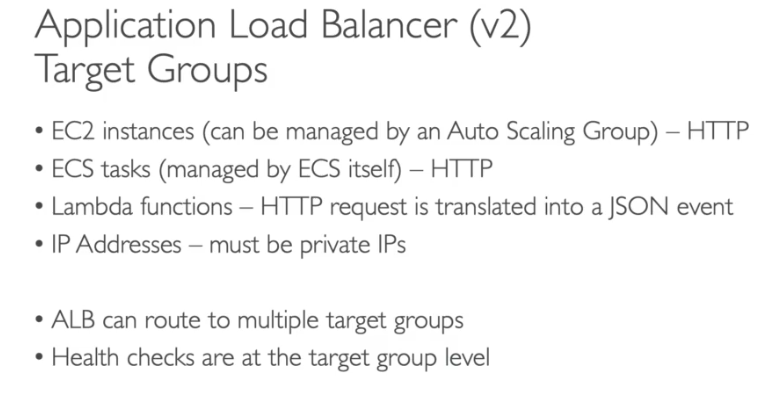 Application Load Balancer (v2)
Target Groups
• EC2 instances (can be managed by an Auto Scaling Group) – HTTP
• ECS tasks (managed by ECS itself) – HTTP
• Lambda functions – HTTP request is translated into a JSON event
• IP Addresses – must be private IPs
• ALB can route to multiple target groups
• Health checks are at the target group level